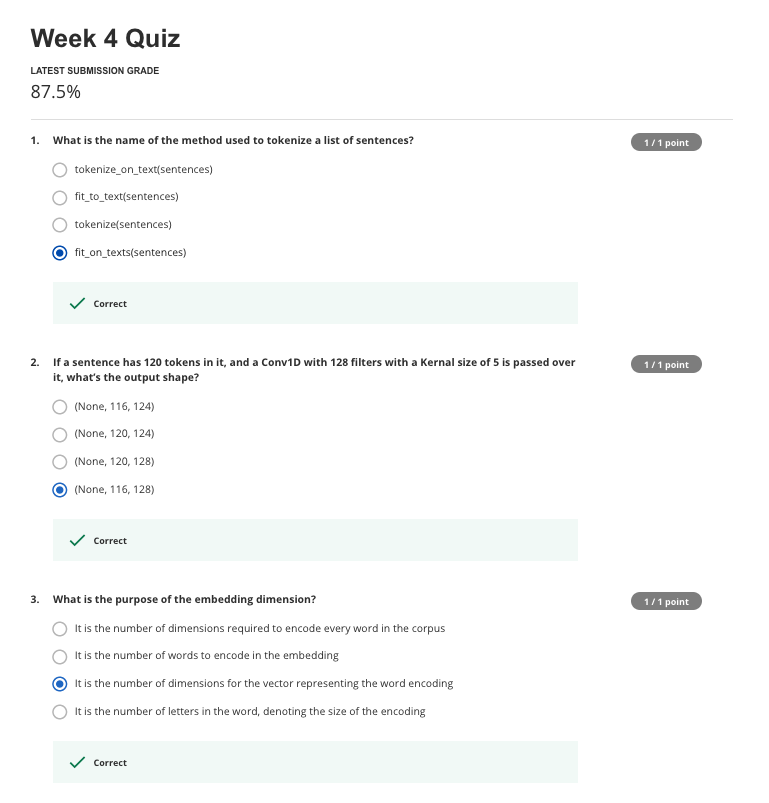 Week 4 Quiz
LATEST SUBMISSION GRADE
87.5%
1. What is the name of the method used to tokenize a list of sentences? 1 / 1 point
tokenize_on_text(sentences)
fit_to_text(sentences)
tokenize(sentences)
fit_on_texts(sentences)
Correct
2. If a sentence has 120 tokens in it, and a Conv1D with 128 filters with a Kernal size of 5 is passed over 1 / 1 point
it, what's the output shape?
(None, 116, 124)
(None, 120, 124)
(None, 120, 128)
(None, 116, 128)
Correct
3. What is the purpose of the embedding dimension? 1 / 1 point
It is the number of dimensions required to encode every word in the corpus
It is the number of words to encode in the embedding
It is the number of dimensions for the vector representing the word encoding
It is the number of letters in the word, denoting the size of the encoding
Correct